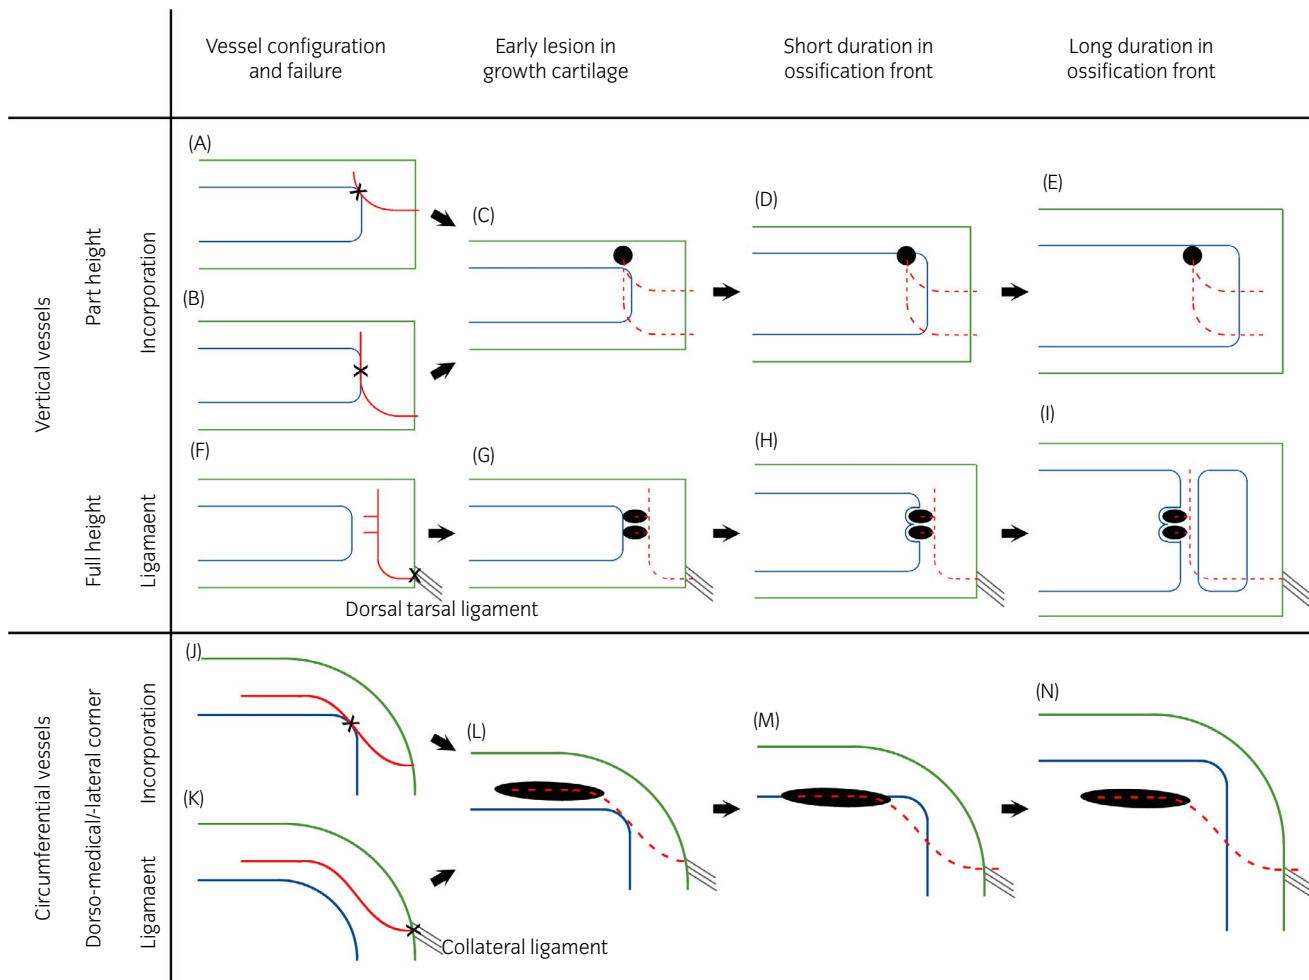 Vessel configuration
and failure
Early lesion in
growth cartilage
Short duration in
ossification front
Long duration in
ossification front
Vertical vessels
Part height
Incorporation
(A)
(B)
(C)
(D)
(E)
Full height
Ligamaent
(F)
(G)
(H)
(I)
Dorsal tarsal ligament
Circumferential vessels
Dorso-medical/-lateral corner
Incorporation
(J)
(K)
(L)
(M)
(N)
Ligamaent
Collateral ligament